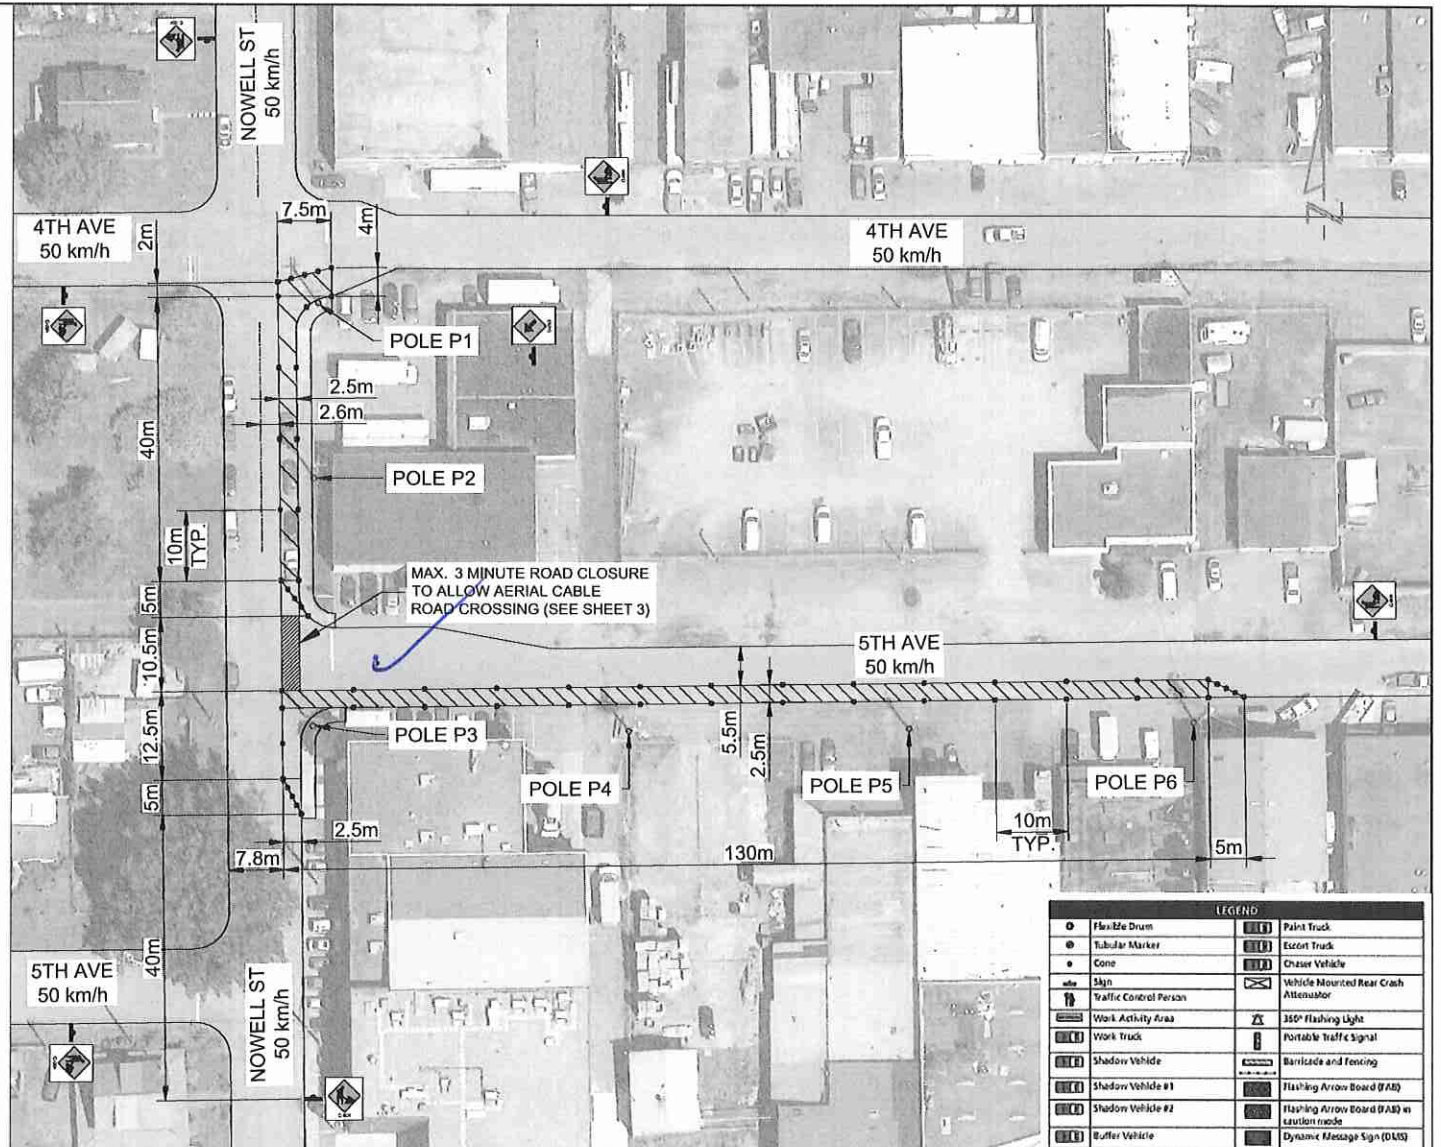 NOWELL ST
50 km/h
7.5m
4m
4TH AVE
50 km/h
2m
4TH AVE
50 km/h
POLE P1
2.5m
2.6m
40m
POLE P2
10m
TYP.
MAX. 3 MINUTE ROAD CLOSURE
TO ALLOW AERIAL CABLE
ROAD CROSSING (SEE SHEET 3)
5m
10.5m
5TH AVE
50 km/h
12.5m
POLE P3
5.5m
2.5m
POLE P4
POLE P5
POLE P6
5m
2.5m
7.8m
130m
10m
TYP.
5m
40m
5TH AVE
50 km/h
NOWELL ST
50 km/h
LEGEND
Flexible Drum
Tubular Marker
Cone
Sign
Traffic Control Person
Work Activity Area
Work Truck
Shadow Vehicle
Shadow Vehicle #1
Shadow Vehicle #2
Buffer Vehicle
Paint Truck
Escort Truck
Chaser Vehicle
Vehicle Mounted Rear Crash
Attenuator
360° Flashing Light
Portable Traffic Signal
Barricade and Fencing
Flashing Arrow Board (FAB)
Flashing Arrow Board (FAB) in
caution mode
Dynamic Message Sign (DMS)